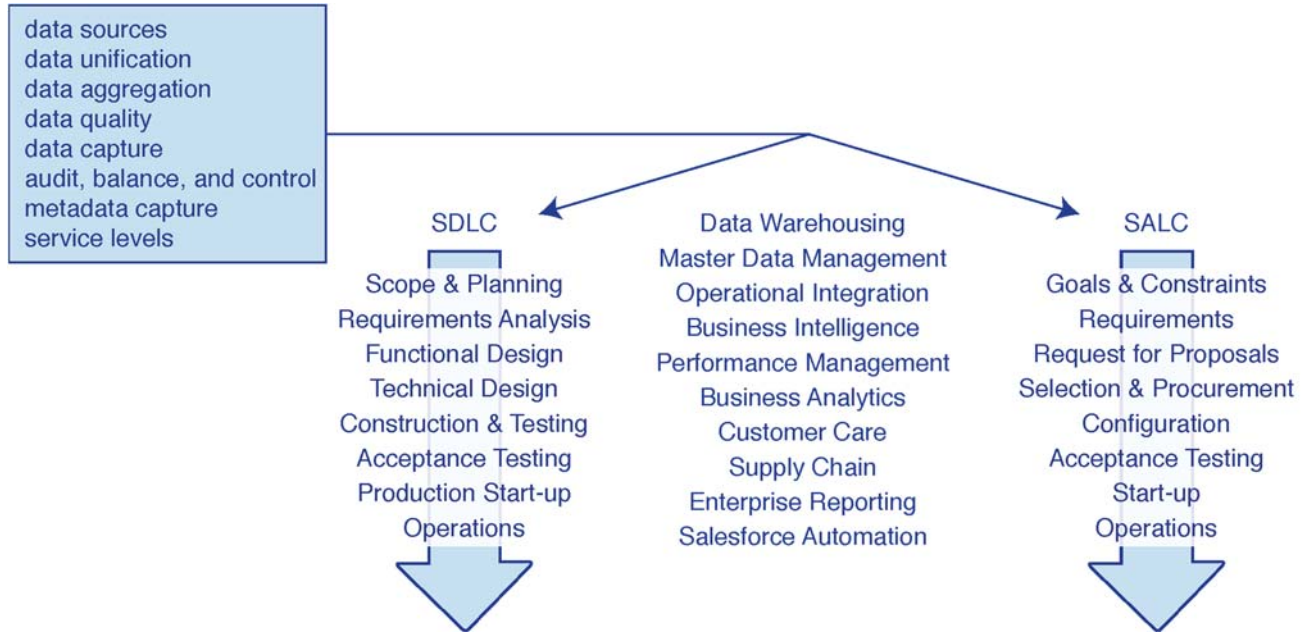 data sources
data unification
data aggregation
data quality
data capture
audit, balance, and control
metadata capture
service levels
SDLC
Scope & Planning
Requirements Analysis
Functional Design
Technical Design
Construction & Testing
Acceptance Testing
Production Start-up
Operations
Data Warehousing
Master Data Management
Operational Integration
Business Intelligence
Performance Management
Business Analytics
Customer Care
Supply Chain
Enterprise Reporting
Salesforce Automation
SALC
Goals & Constraints
Requirements
Request for Proposals
Selection & Procurement
Configuration
Acceptance Testing
Start-up
Operations